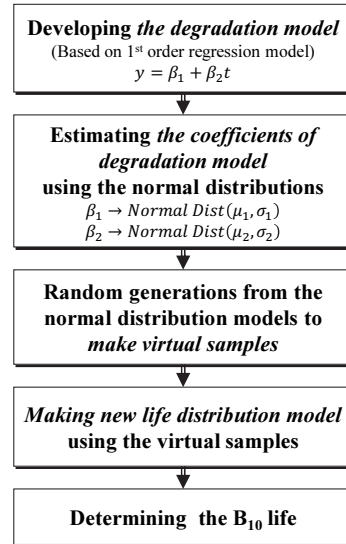 Developing the degradation model
(Based on 1st order regression model)
y = β₁ + β₂t
Estimating the coefficients of
degradation model
using the normal distributions
β₁ → Normal Dist(μ₁, σ₁)
β₂ → Normal Dist(μ₂, σ₂)
Random generations from the
normal distribution models to
make virtual samples
Making new life distribution model
using the virtual samples
Determining the B₁₀ life